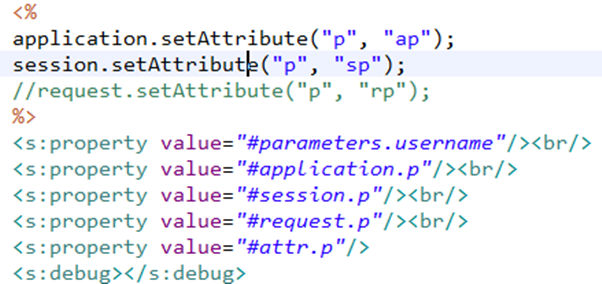 <%
application.setAttribute("p", "ap");
session.setAttribute("p", "sp");
//request.setAttribute("p", "rp");
%>
<s:property value="#parameters.username"/><br/>
<s:property value="#application.p"/><br/>
<s:property value="#session.p"/><br/>
<s:property value="#request.p"/><br/>
<s:property value="#attr.p"/>
<s:debug></s:debug>